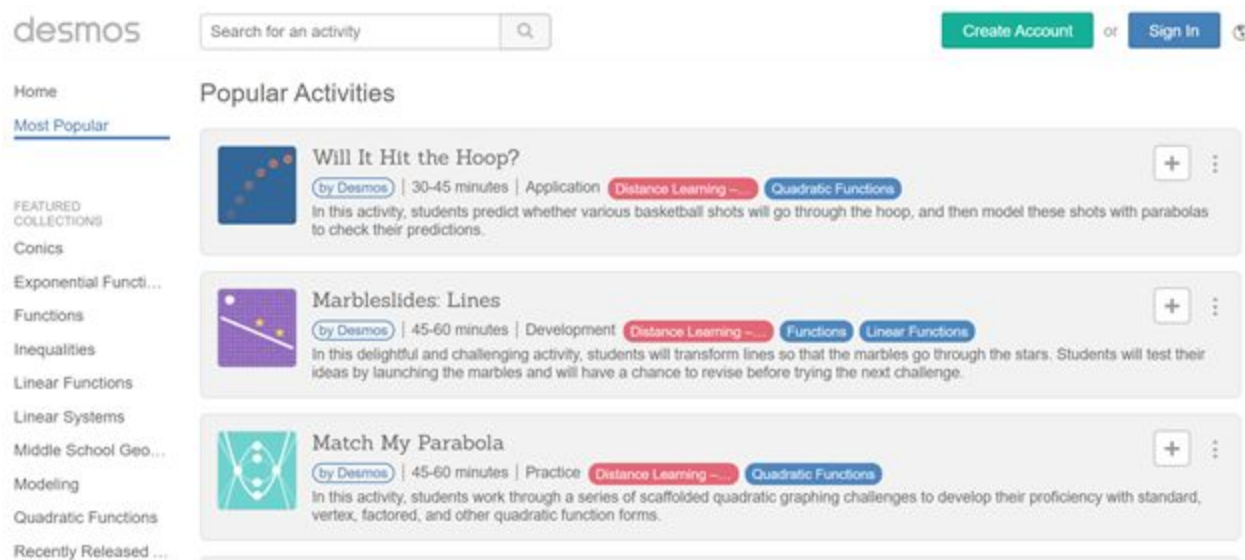 desmos
Search for an activity
Create Account or Sign In
Home
Most Popular
FEATURED
COLLECTIONS
Conics
Exponential Functi...
Functions
Inequalities
Linear Functions
Linear Systems
Middle School Geo...
Modeling
Quadratic Functions
Recently Released ...
Popular Activities
Will It Hit the Hoop?
by Desmos | 30-45 minutes | Application Distance Learning –... Quadratic Functions
In this activity, students predict whether various basketball shots will go through the hoop, and then model these shots with parabolas
to check their predictions.
Marbleslides: Lines
by Desmos | 45-60 minutes | Development Distance Learning –... Functions Linear Functions
In this delightful and challenging activity, students will transform lines so that the marbles go through the stars. Students will test their
ideas by launching the marbles and will have a chance to revise before trying the next challenge.
Match My Parabola
by Desmos | 45-60 minutes | Practice Distance Learning –... Quadratic Functions
In this activity, students work through a series of scaffolded quadratic graphing challenges to develop their proficiency with standard,
vertex, factored, and other quadratic function forms.